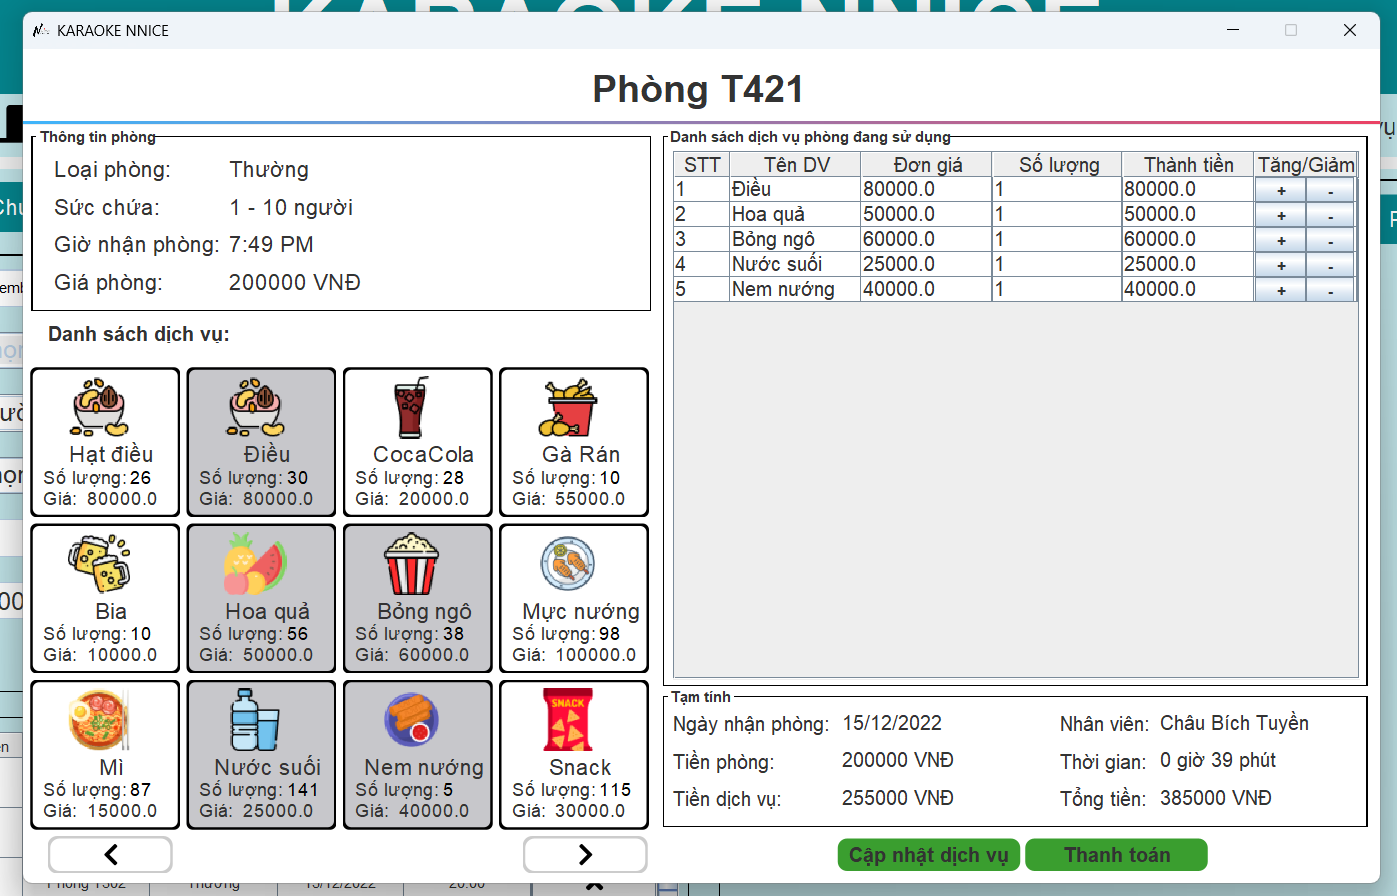 KARAOKE NNICE
KARAOKE NNICE
Phòng T421
Thông tin phòng
Loại phòng: Thường
Sức chứa: 1 - 10 người
Giờ nhận phòng: 7:49 PM
Giá phòng: 200000 VNĐ
Danh sách dịch vụ:
Hạt điều
Số lượng: 26
Giá: 80000.0
Điều
Số lượng: 30
Giá: 80000.0
CocaCola
Số lượng: 28
Giá: 20000.0
Gà Rán
Số lượng: 10
Giá: 55000.0
Bia
Số lượng: 10
Giá: 10000.0
Hoa quả
Số lượng: 56
Giá: 50000.0
Bỏng ngô
Số lượng: 38
Giá: 60000.0
Mực nướng
Số lượng: 98
Giá: 100000.0
Mì
Số lượng: 87
Giá: 15000.0
Nước suối
Số lượng: 141
Giá: 25000.0
Nem nướng
Số lượng: 5
Giá: 40000.0
SNACK
Snack
Số lượng: 115
Giá: 30000.0
Danh sách dịch vụ phòng đang sử dụng
STT Tên DV Đơn giá Số lượng Thành tiền Tăng/Giảm
1 Điều 80000.0 1 80000.0 + -
2 Hoa quả 50000.0 1 50000.0 + -
3 Bỏng ngô 60000.0 1 60000.0 + -
4 Nước suối 25000.0 1 25000.0 + -
5 Nem nướng 40000.0 1 40000.0 + -
Tạm tính
Ngày nhận phòng: 15/12/2022 Nhân viên: Châu Bích Tuyền
Tiền phòng: 200000 VNĐ Thời gian: 0 giờ 39 phút
Tiền dịch vụ: 255000 VNĐ Tổng tiền: 385000 VNĐ
Cập nhật dịch vụ Thanh toán
Phòng T302 Thường 15/12/2022 20:00